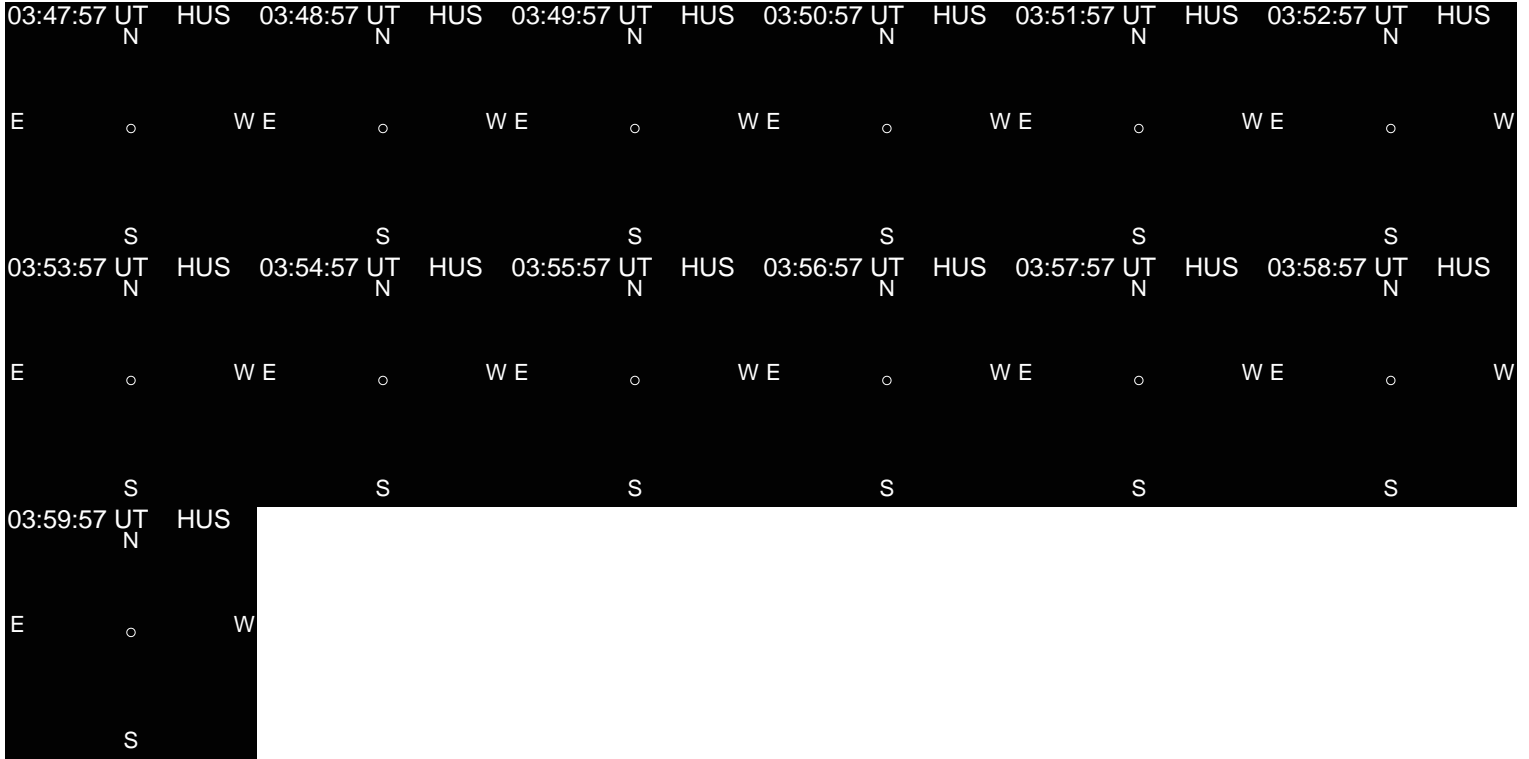 03:47:57 UT HUS 03:48:57 UT HUS 03:49:57 UT HUS 03:50:57 UT HUS 03:51:57 UT HUS 03:52:57 UT HUS
N N N N N N
E W E W E W E W E W E W
S S S S S S
03:53:57 UT HUS 03:54:57 UT HUS 03:55:57 UT HUS 03:56:57 UT HUS 03:57:57 UT HUS 03:58:57 UT HUS
N N N N N N
E W E W E W E W E W E W
S S S S S S
03:59:57 UT HUS
N
E W
S